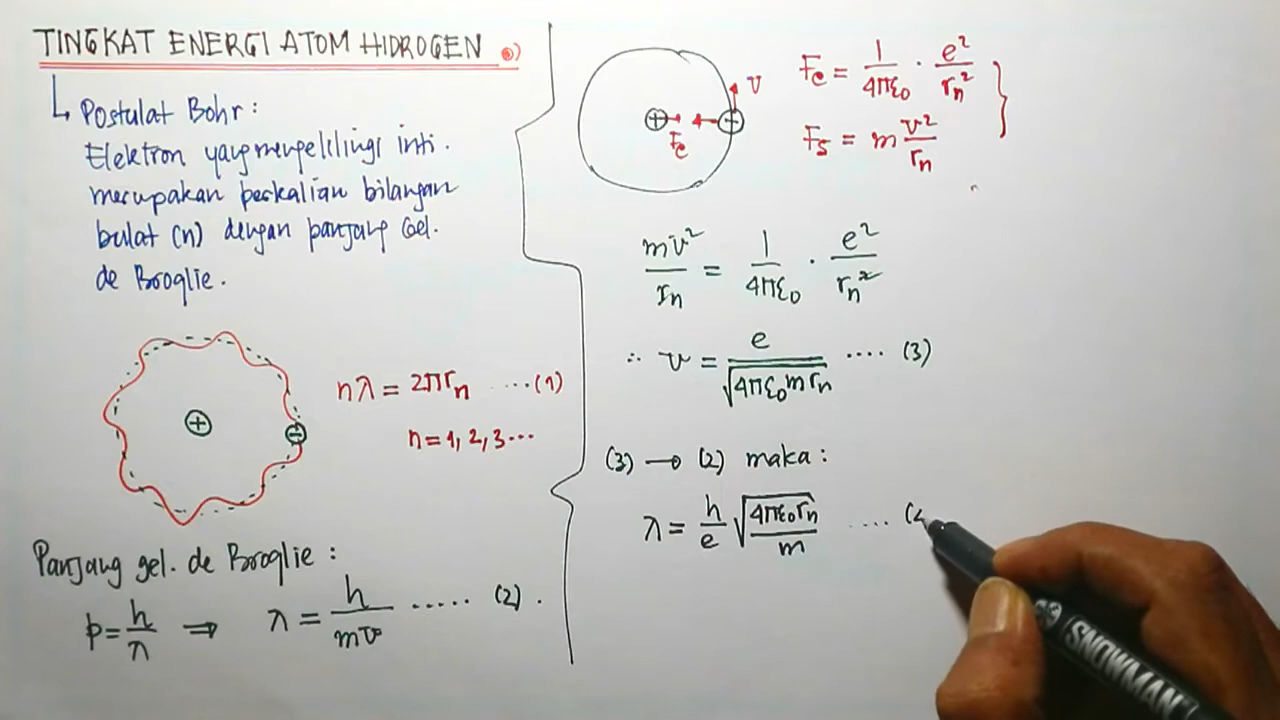 TINGKAT ENERGI ATOM HIDROGEN
Postulat Bohr :
Elektron yang mengelilingi inti.
merupakan perkalian bilangan
bulat (n) dengan panjang Gel.
de Broglie.
+
−
nλ = 2πrₙ ....(1)
n = 1, 2, 3 ...
Panjang gel. de Broglie :
p = h/λ ⇒ λ = h/mv ..... (2).
+ − v
Fe
Fe = 1/4πε₀ · e²/rₙ² }
Fs = m v²/rₙ
mv²/rₙ = 1/4πε₀ · e²/rₙ²
∴ v = e/√(4πε₀mrₙ) .... (3)
(3) → (2) maka :
λ = h/e √(4πε₀rₙ/m) .... (4
SNOWMAN